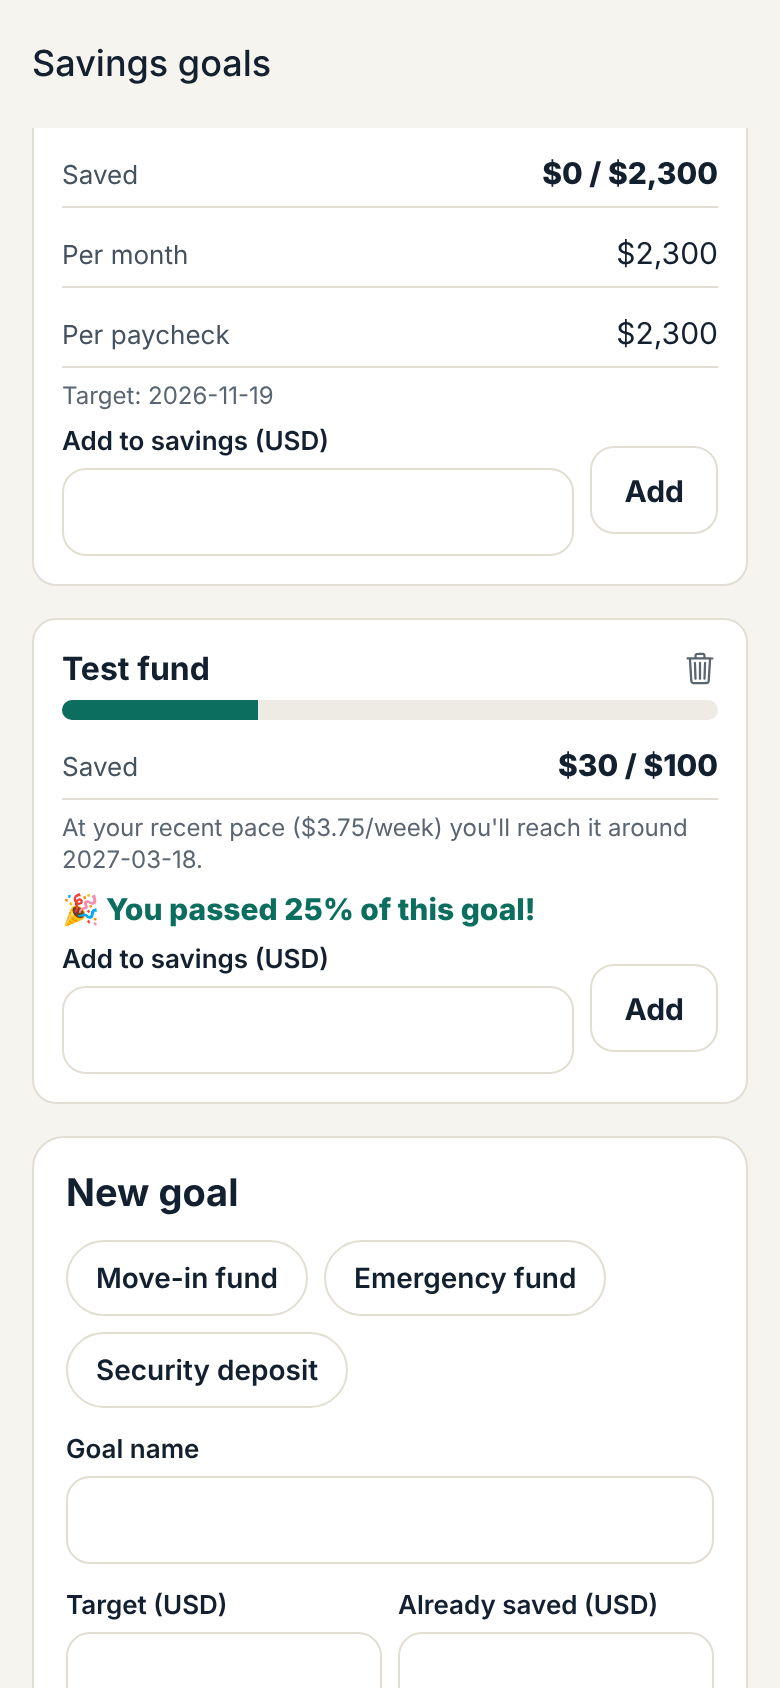 Savings goals
Saved $0 / $2,300
Per month $2,300
Per paycheck $2,300
Target: 2026-11-19
Add to savings (USD)
Add
Test fund
Saved $30 / $100
At your recent pace ($3.75/week) you'll reach it around
2027-03-18.
🎉 You passed 25% of this goal!
Add to savings (USD)
Add
New goal
Move-in fund Emergency fund
Security deposit
Goal name
Target (USD) Already saved (USD)